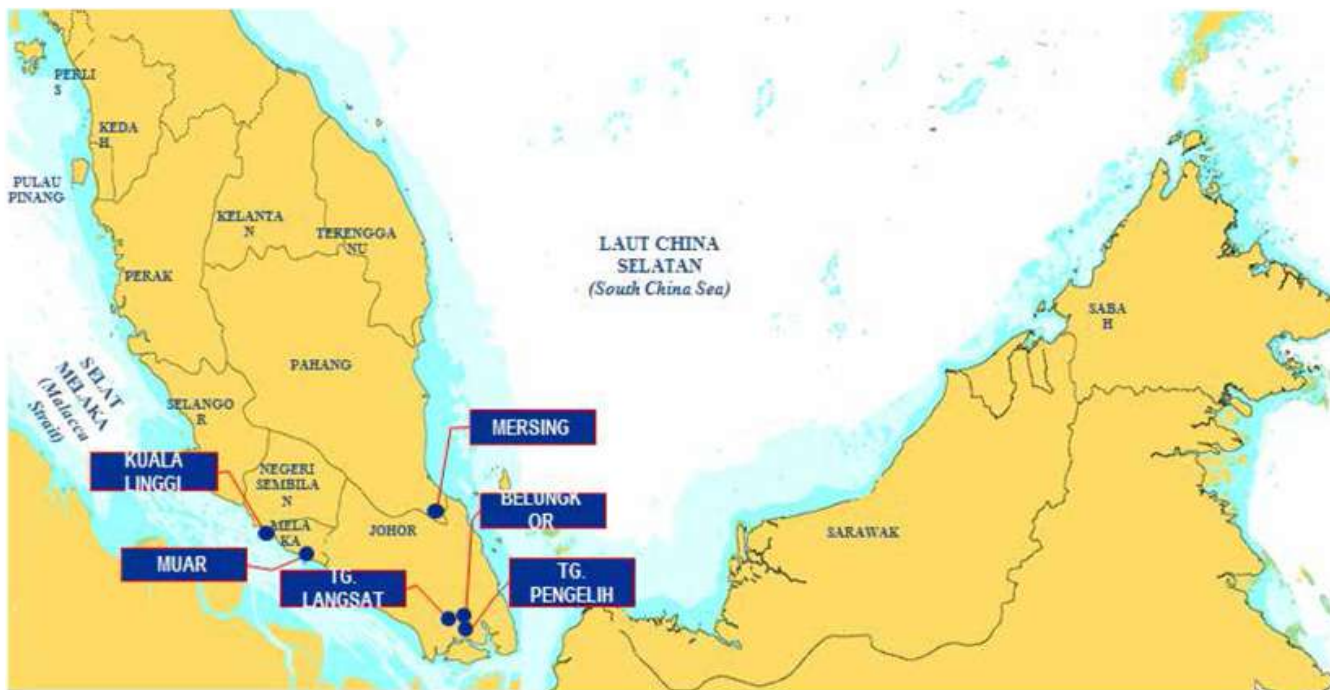 PERLI
S
KEDA
H
PULAU
PINANG
KELANTA
N
TERENGGA
NU
LAUT CHINA
SELATAN
(South China Sea)
PERAK
SABA
H
PAHANG
SELAT
MELAKA
(Malacca
Strait)
SELANGO
R
MERSING
KUALA
LINGGI
NEGERI
SEMBILA
N
BELUNGK
OR
MELA
KA
JOHOR
SARAWAK
MUAR
TG.
LANGSAT
TG.
PENGELIH